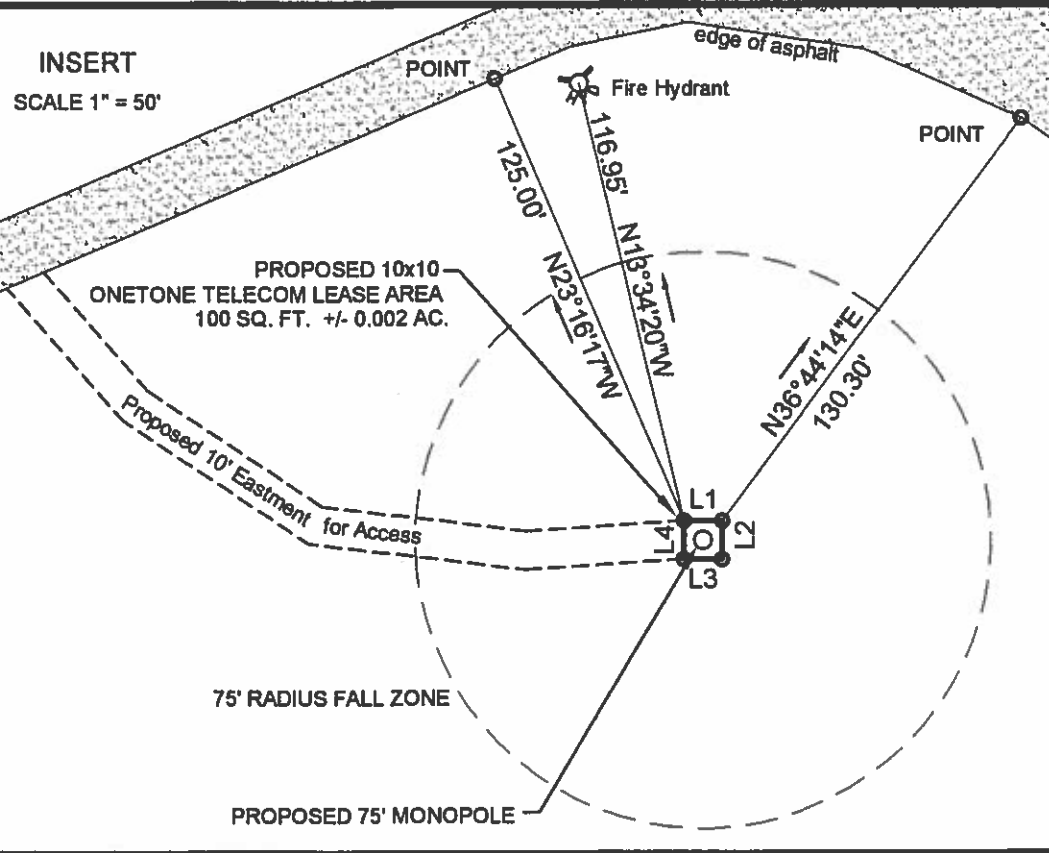 INSERT
SCALE 1" = 50'
POINT
edge of asphalt
Fire Hydrant
POINT
125.00'
N23°16'17"W
116.95'
N13°34'20"W
N36°44'14"E
130.30'
PROPOSED 10x10
ONETONE TELECOM LEASE AREA
100 SQ. FT. +/- 0.002 AC.
Proposed 10' Eastment for Access
L1
L4
L2
L3
75' RADIUS FALL ZONE
PROPOSED 75' MONOPOLE